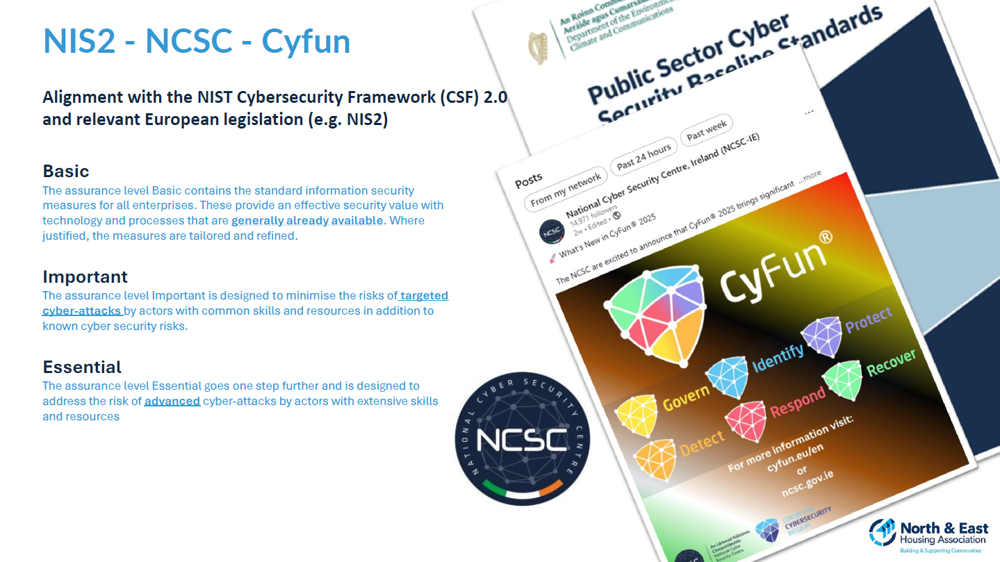 NIS2 - NCSC - Cyfun
Alignment with the NIST Cybersecurity Framework (CSF) 2.0
and relevant European legislation (e.g. NIS2)
Basic
The assurance level Basic contains the standard information security
measures for all enterprises. These provide an effective security value with
technology and processes that are generally already available. Where
justified, the measures are tailored and refined.
Important
The assurance level Important is designed to minimise the risks of targeted
cyber-attacks by actors with common skills and resources in addition to
known cyber security risks.
Essential
The assurance level Essential goes one step further and is designed to
address the risk of advanced cyber-attacks by actors with extensive skills
and resources
NATIONAL CYBER SECURITY CENTRE
NCSC
An Roinn
Aeráide agus
Department of the
Climate and Communications
Public Sector Cyber
Security Baseline Standards
Posts
From my network
Past 24 hours
Past week
...
National Cyber Security Centre, Ireland (NCSC-IE)
14,971 followers
2w • Edited •
NCSC
🚀 What's New in CyFun® 2025
The NCSC are excited to announce that CyFun® 2025 brings significant ...more
CyFun®
Govern
Identify
Protect
Detect
Respond
Recover
For more information visit:
cyfun.eu/en
or
ncsc.gov.ie
An Lárionad Náisiúnta
Cibearshlándála
National Cyber
Security Centre
CENTRE FOR
CYBERSECURITY
BELGIUM
North & East
Housing Association
Building & Supporting Communities